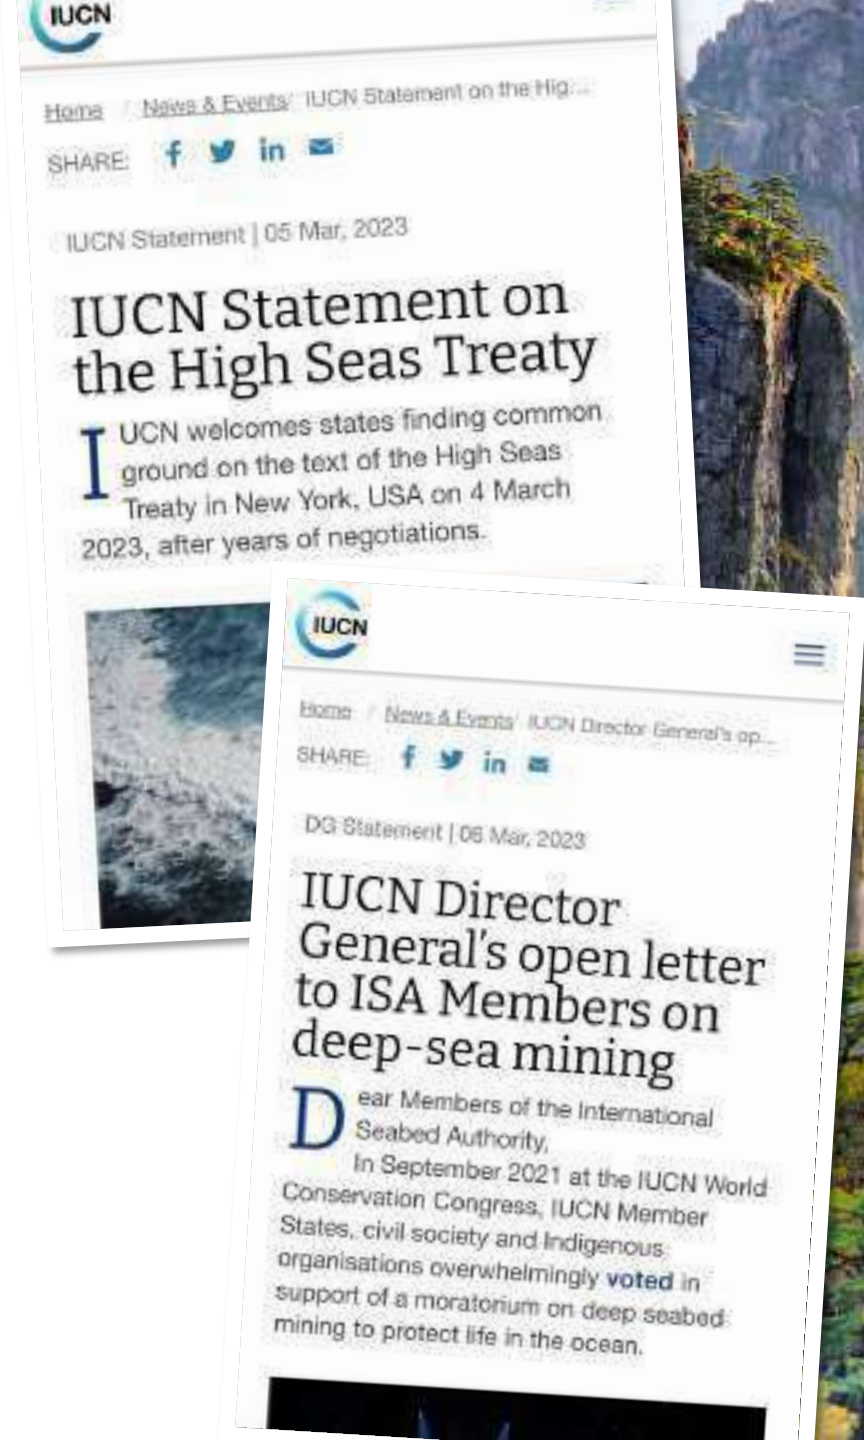 IUCN
Home / News & Events/ IUCN Statement on the Hig...
SHARE:
IUCN Statement | 05 Mar, 2023
IUCN Statement on
the High Seas Treaty
IUCN welcomes states finding common
ground on the text of the High Seas
Treaty in New York, USA on 4 March
2023, after years of negotiations.
IUCN
Home / News & Events/ IUCN Director General's op...
SHARE:
DG Statement | 06 Mar, 2023
IUCN Director
General's open letter
to ISA Members on
deep-sea mining
Dear Members of the International
Seabed Authority,
In September 2021 at the IUCN World
Conservation Congress, IUCN Member
States, civil society and Indigenous
organisations overwhelmingly voted in
support of a moratorium on deep seabed
mining to protect life in the ocean.